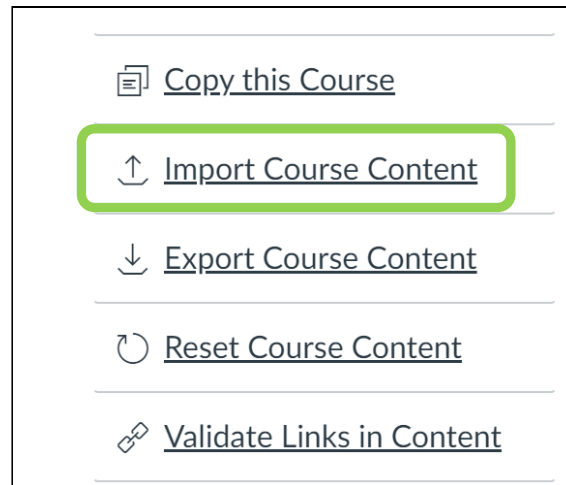 Copy this Course
Import Course Content
Export Course Content
Reset Course Content
Validate Links in Content